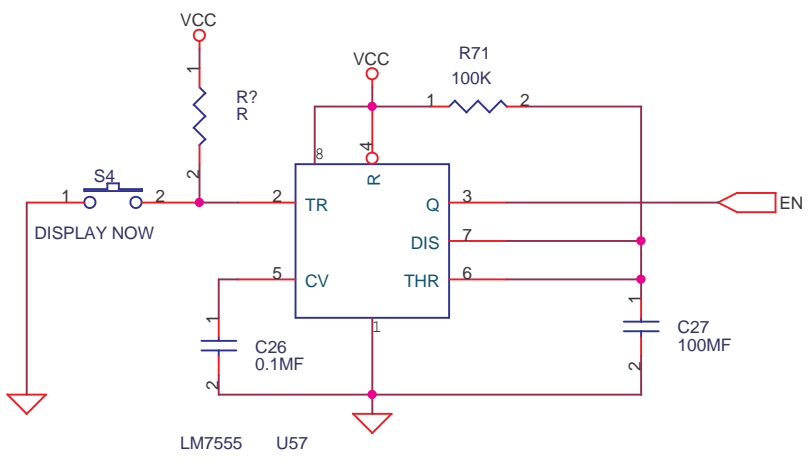 VCC
1
R?
R
2
VCC
R71
100K
1
2
8
4
R
S4
1
2
DISPLAY NOW
2
TR
Q
3
EN
DIS
7
5
CV
THR
6
1
1
C26
0.1MF
2
1
C27
100MF
2
LM7555 U57